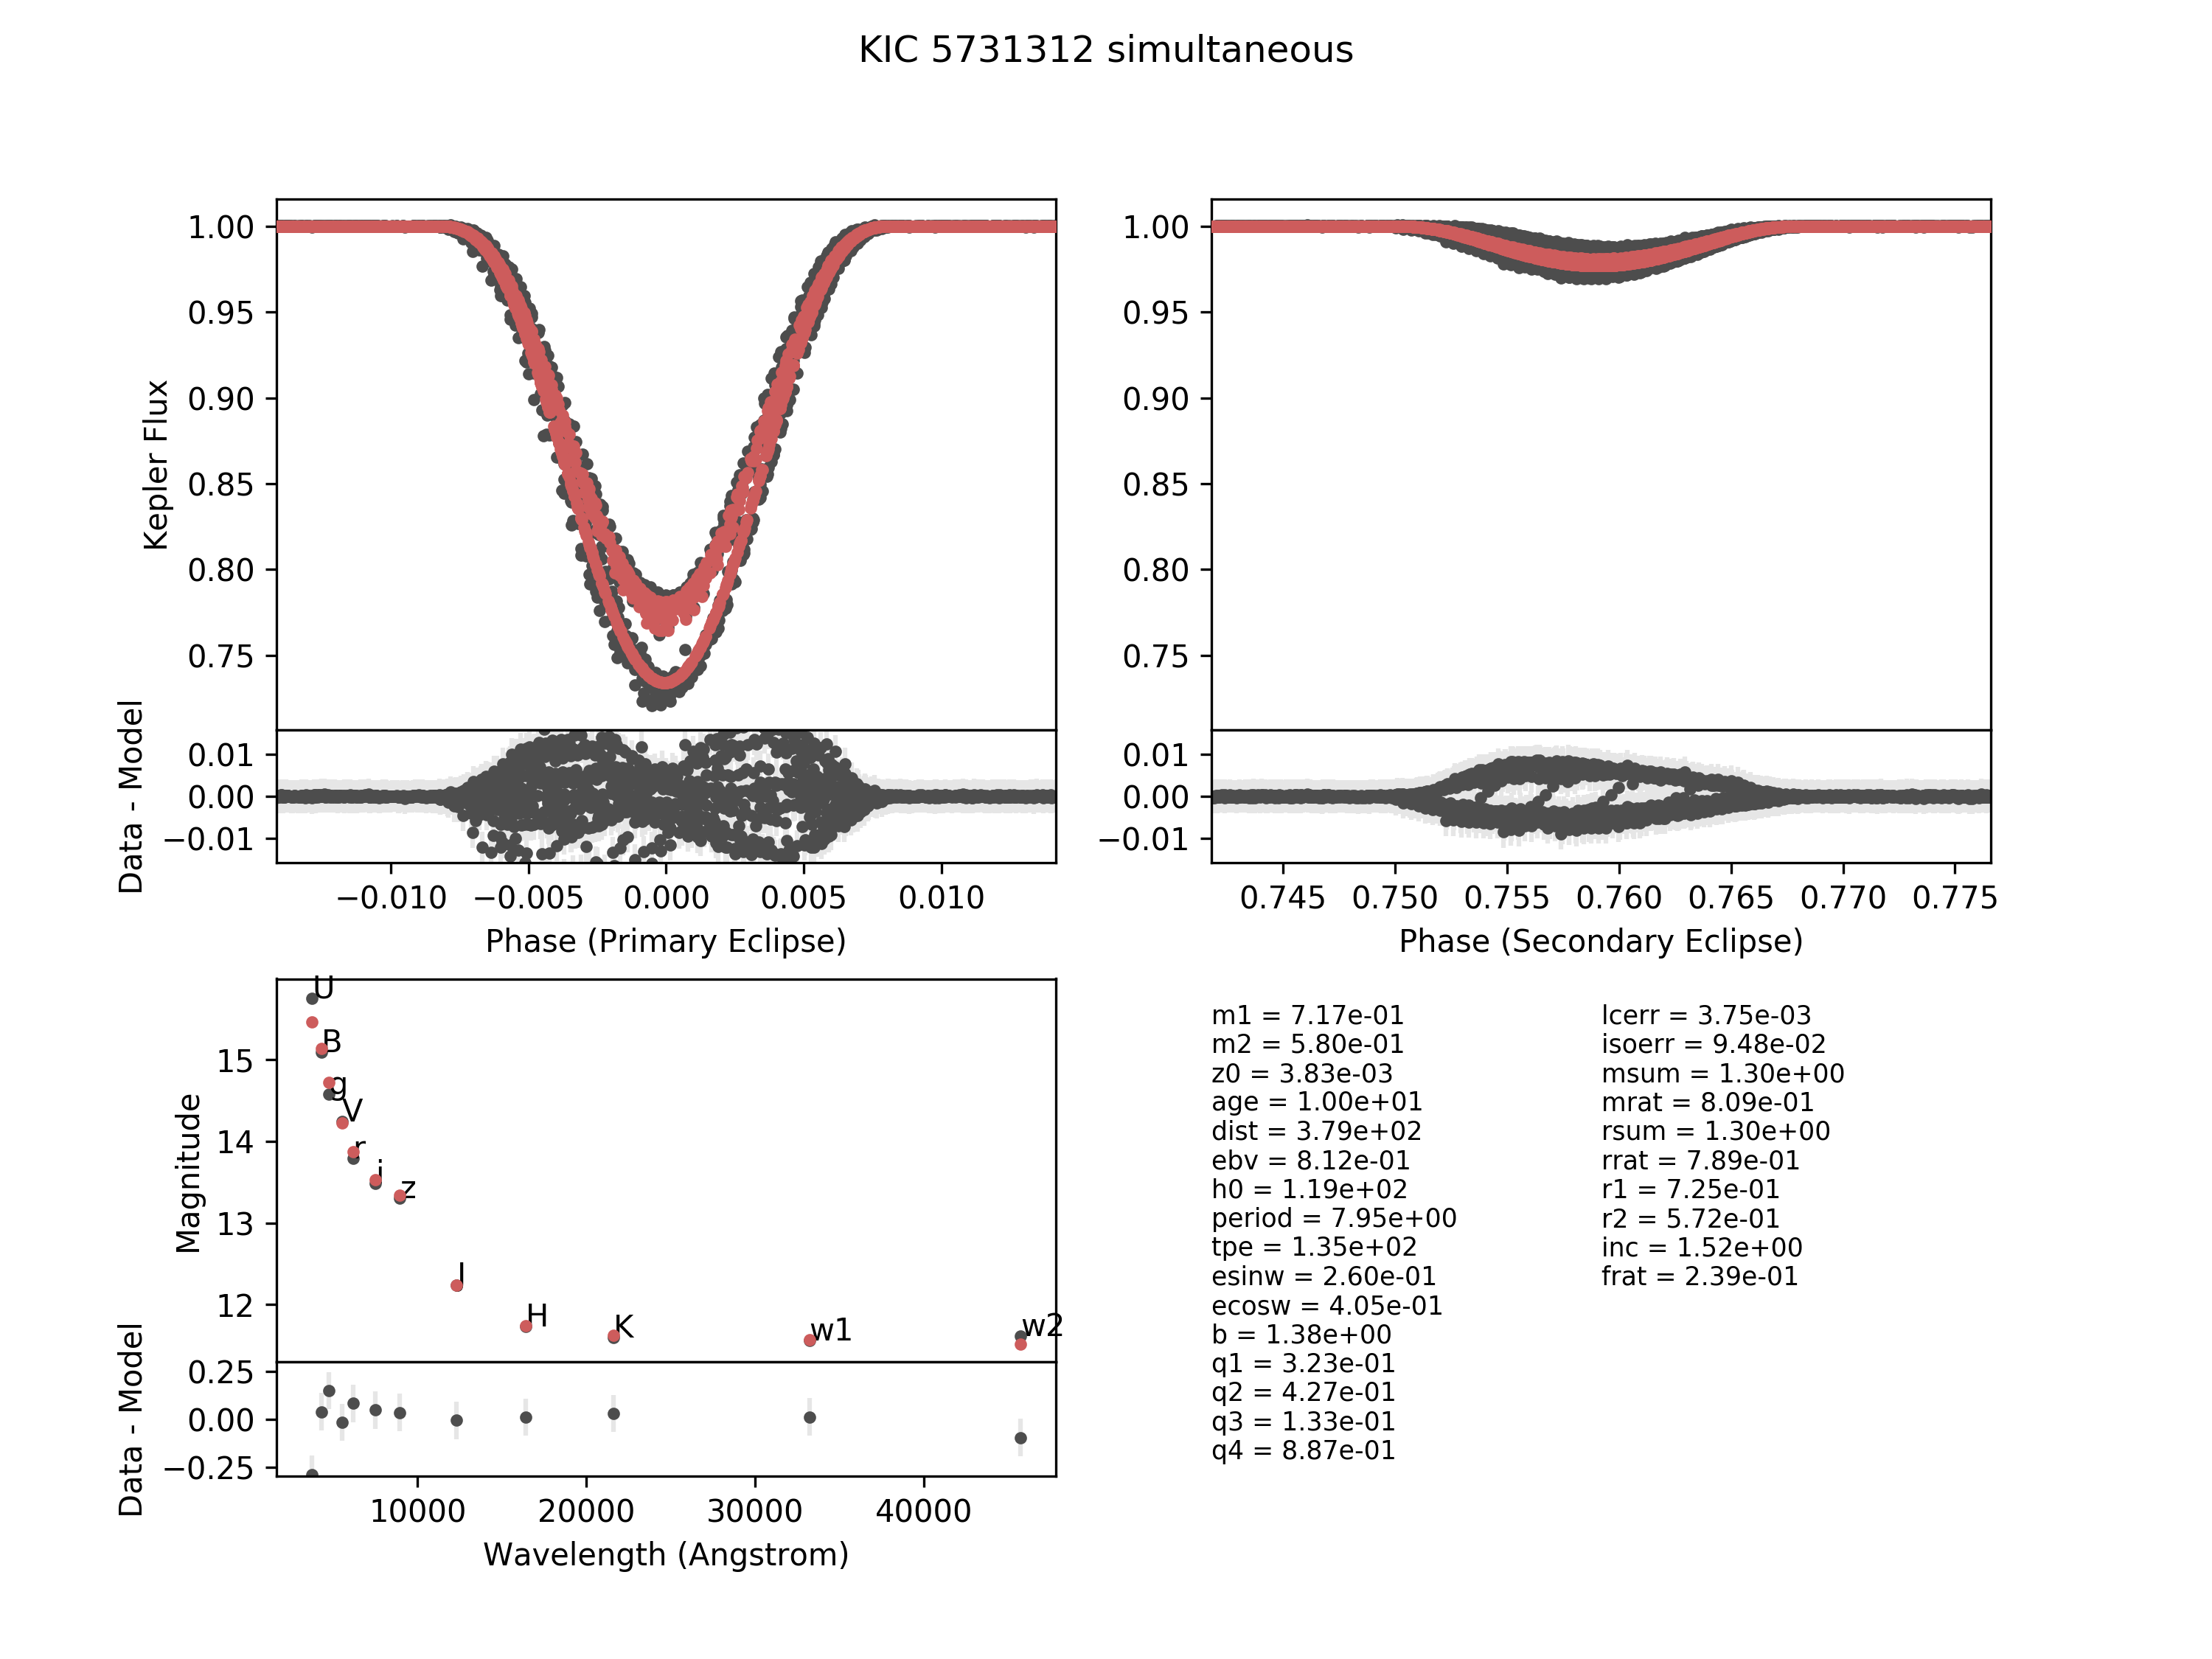 KIC 5731312 simultaneous
Kepler Flux
1.00
0.95
0.90
0.85
0.80
0.75
Data - Model
0.01
0.00
−0.01
−0.010 −0.005 0.000 0.005 0.010
Phase (Primary Eclipse)
1.00
0.95
0.90
0.85
0.80
0.75
0.01
0.00
−0.01
0.745 0.750 0.755 0.760 0.765 0.770 0.775
Phase (Secondary Eclipse)
Magnitude
15
14
13
12
U
B
g
V
r
i
z
J
H
K
w1
w2
Data - Model
0.25
0.00
−0.25
10000 20000 30000 40000
Wavelength (Angstrom)
m1 = 7.17e-01
m2 = 5.80e-01
z0 = 3.83e-03
age = 1.00e+01
dist = 3.79e+02
ebv = 8.12e-01
h0 = 1.19e+02
period = 7.95e+00
tpe = 1.35e+02
esinw = 2.60e-01
ecosw = 4.05e-01
b = 1.38e+00
q1 = 3.23e-01
q2 = 4.27e-01
q3 = 1.33e-01
q4 = 8.87e-01
lcerr = 3.75e-03
isoerr = 9.48e-02
msum = 1.30e+00
mrat = 8.09e-01
rsum = 1.30e+00
rrat = 7.89e-01
r1 = 7.25e-01
r2 = 5.72e-01
inc = 1.52e+00
frat = 2.39e-01